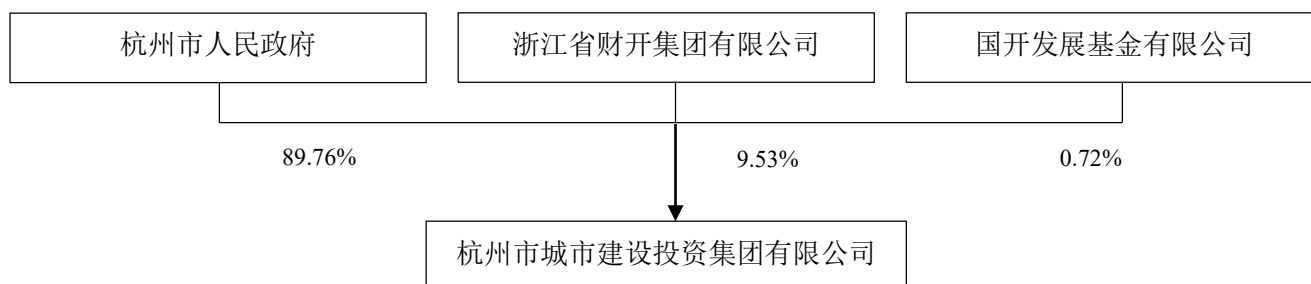 杭州市人民政府
浙江省财开集团有限公司
国开发展基金有限公司
89.76%
9.53%
0.72%
杭州市城市建设投资集团有限公司